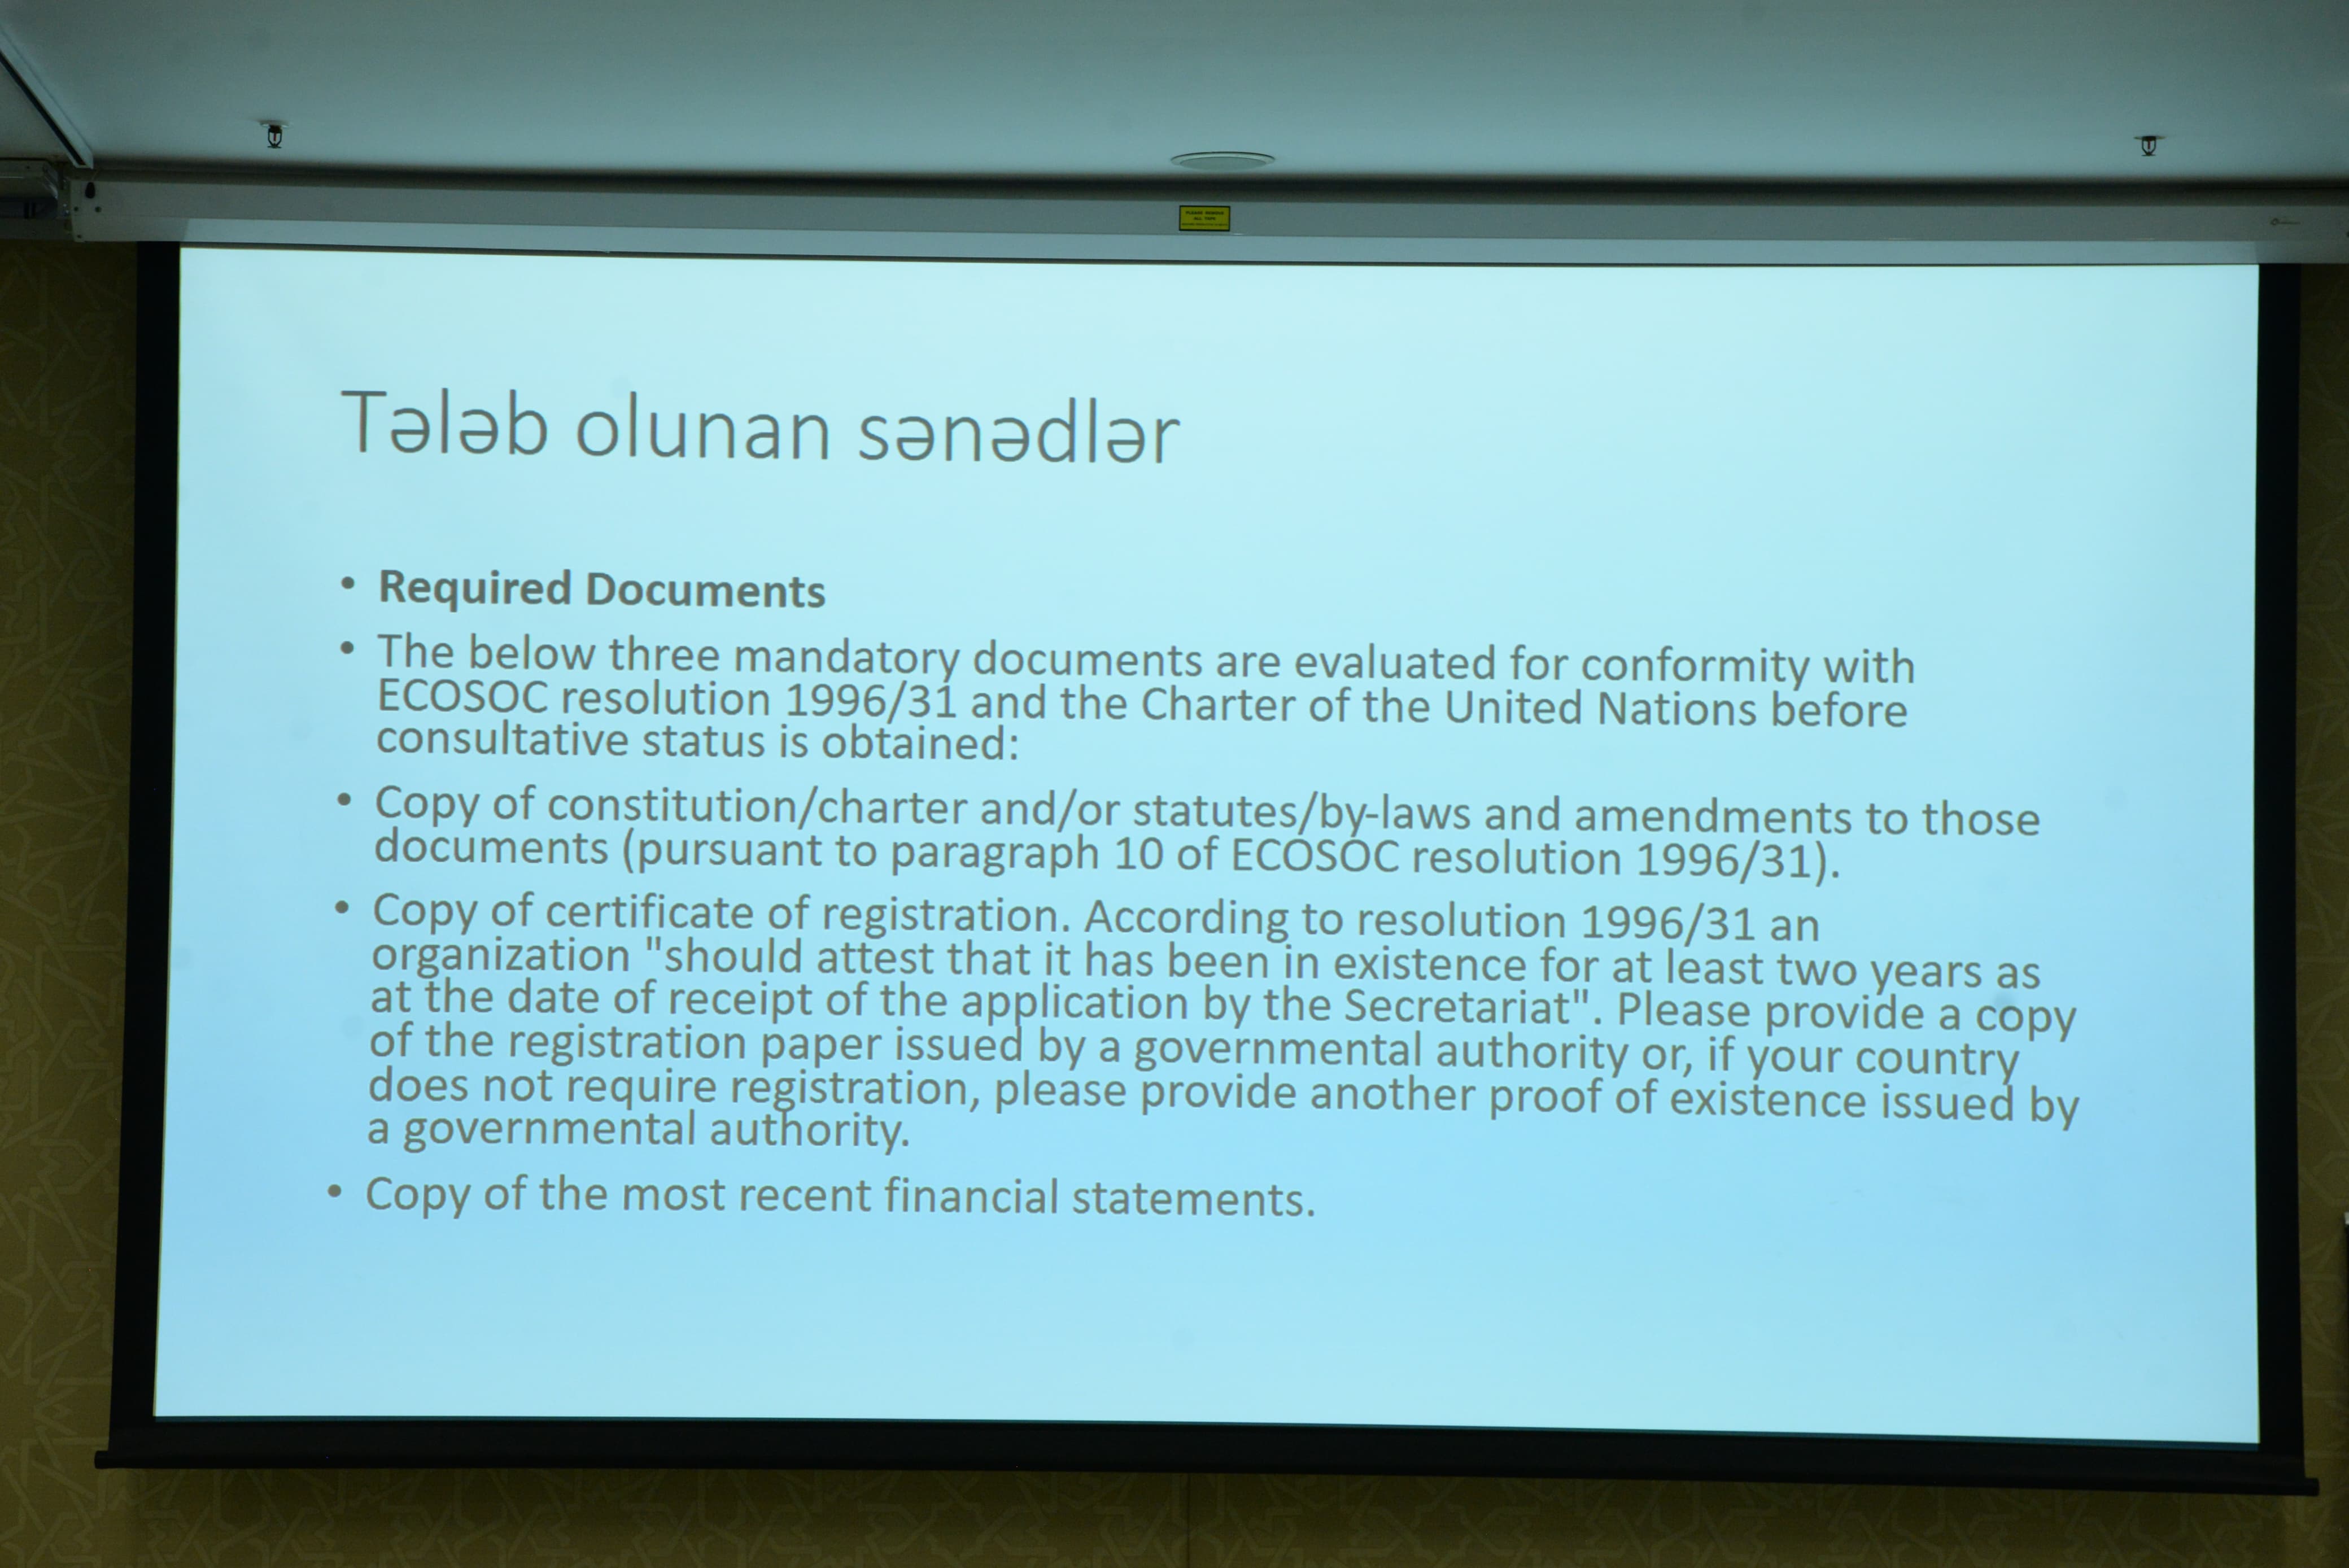 Tələb olunan sənədlər
• Required Documents
• The below three mandatory documents are evaluated for conformity with
ECOSOC resolution 1996/31 and the Charter of the United Nations before
consultative status is obtained:
• Copy of constitution/charter and/or statutes/by-laws and amendments to those
documents (pursuant to paragraph 10 of ECOSOC resolution 1996/31).
• Copy of certificate of registration. According to resolution 1996/31 an
organization "should attest that it has been in existence for at least two years as
at the date of receipt of the application by the Secretariat". Please provide a copy
of the registration paper issued by a governmental authority or, if your country
does not require registration, please provide another proof of existence issued by
a governmental authority.
• Copy of the most recent financial statements.